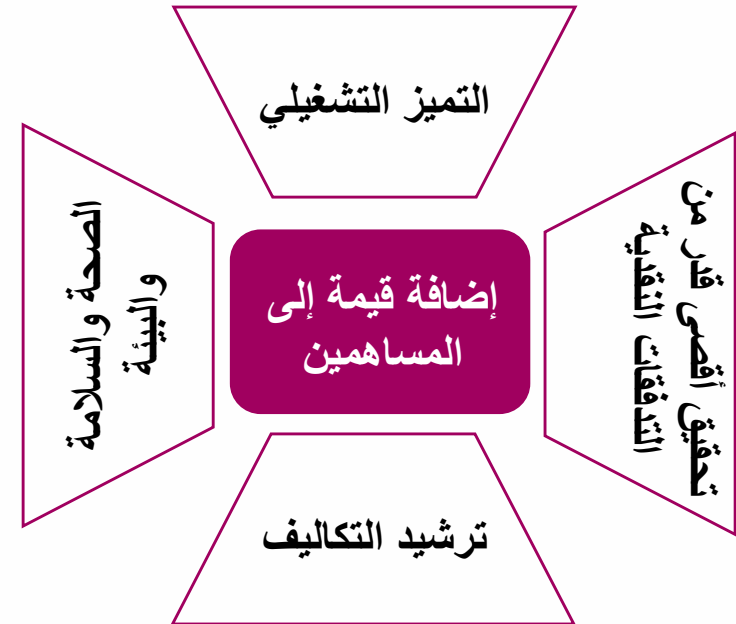 التميز التشغيلي
تحقيق أقصى قدر من
التدفقات النقدية
إضافة قيمة إلى
المساهمين
الصحة والسلامة
والبيئة
ترشيد التكاليف